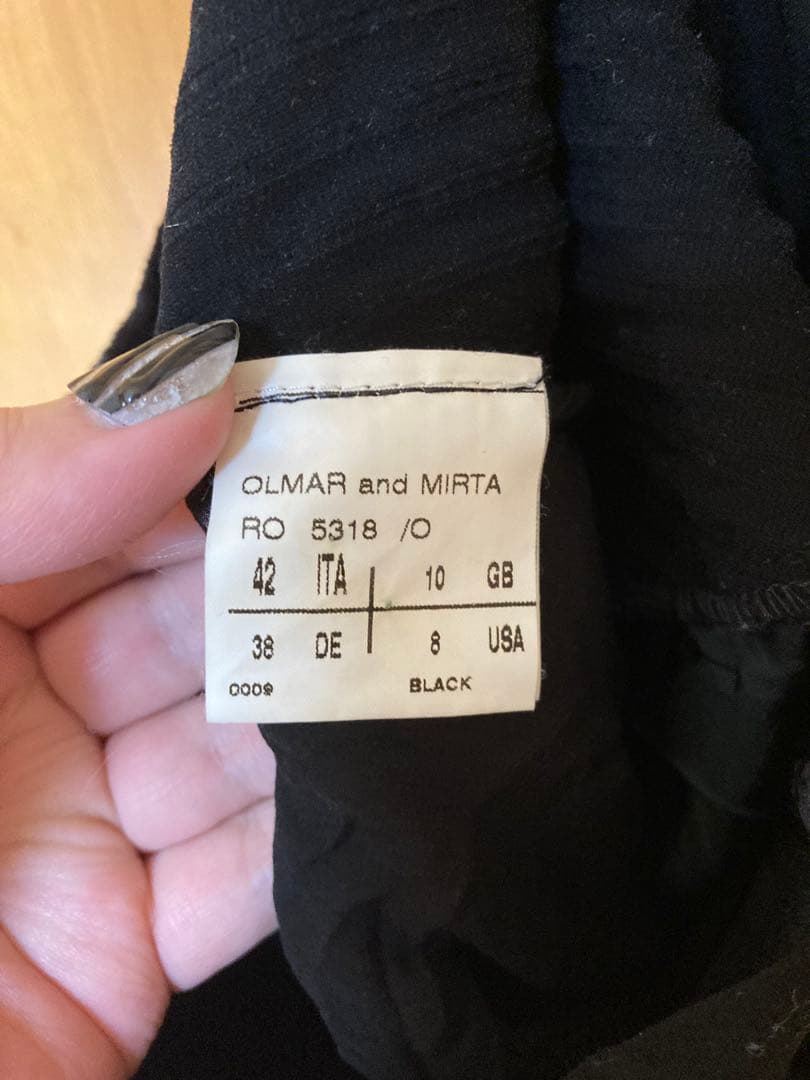 OLMAR and MIRTA
RO 5318 /O
42 ITA 10 GB
38 DE 8 USA
0009 BLACK